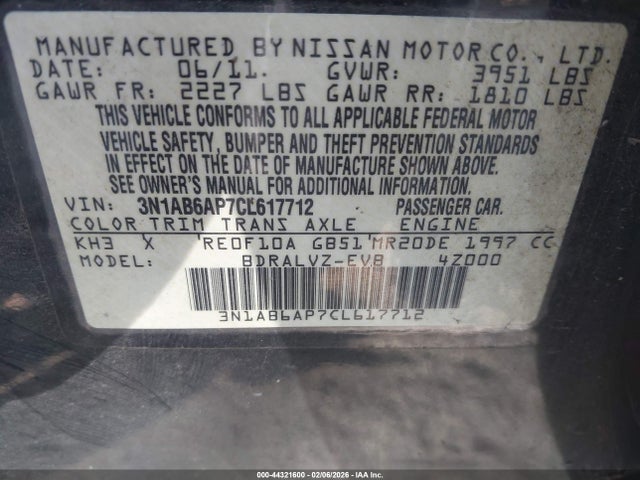 MANUFACTURED BY NISSAN MOTOR CO., LTD.
DATE: 06/11. GVWR: 3951 LBS
GAWR FR: 2227 LBS GAWR RR: 1810 LBS
THIS VEHICLE CONFORMS TO ALL APPLICABLE FEDERAL MOTOR
VEHICLE SAFETY, BUMPER AND THEFT PREVENTION STANDARDS
IN EFFECT ON THE DATE OF MANUFACTURE SHOWN ABOVE.
SEE OWNER'S MANUAL FOR ADDITIONAL INFORMATION
VIN: 3N1AB6AP7CL617712 PASSENGER CAR.
COLOR TRIM TRANS AXLE ENGINE
KH3 X RE0F10A GB51 MR20DE 1997 CC
MODEL: BDRALVZ-EVB 4Z000
3N1AB6AP7CL617712
000-44321600 - 02/06/2026 - IAA Inc.